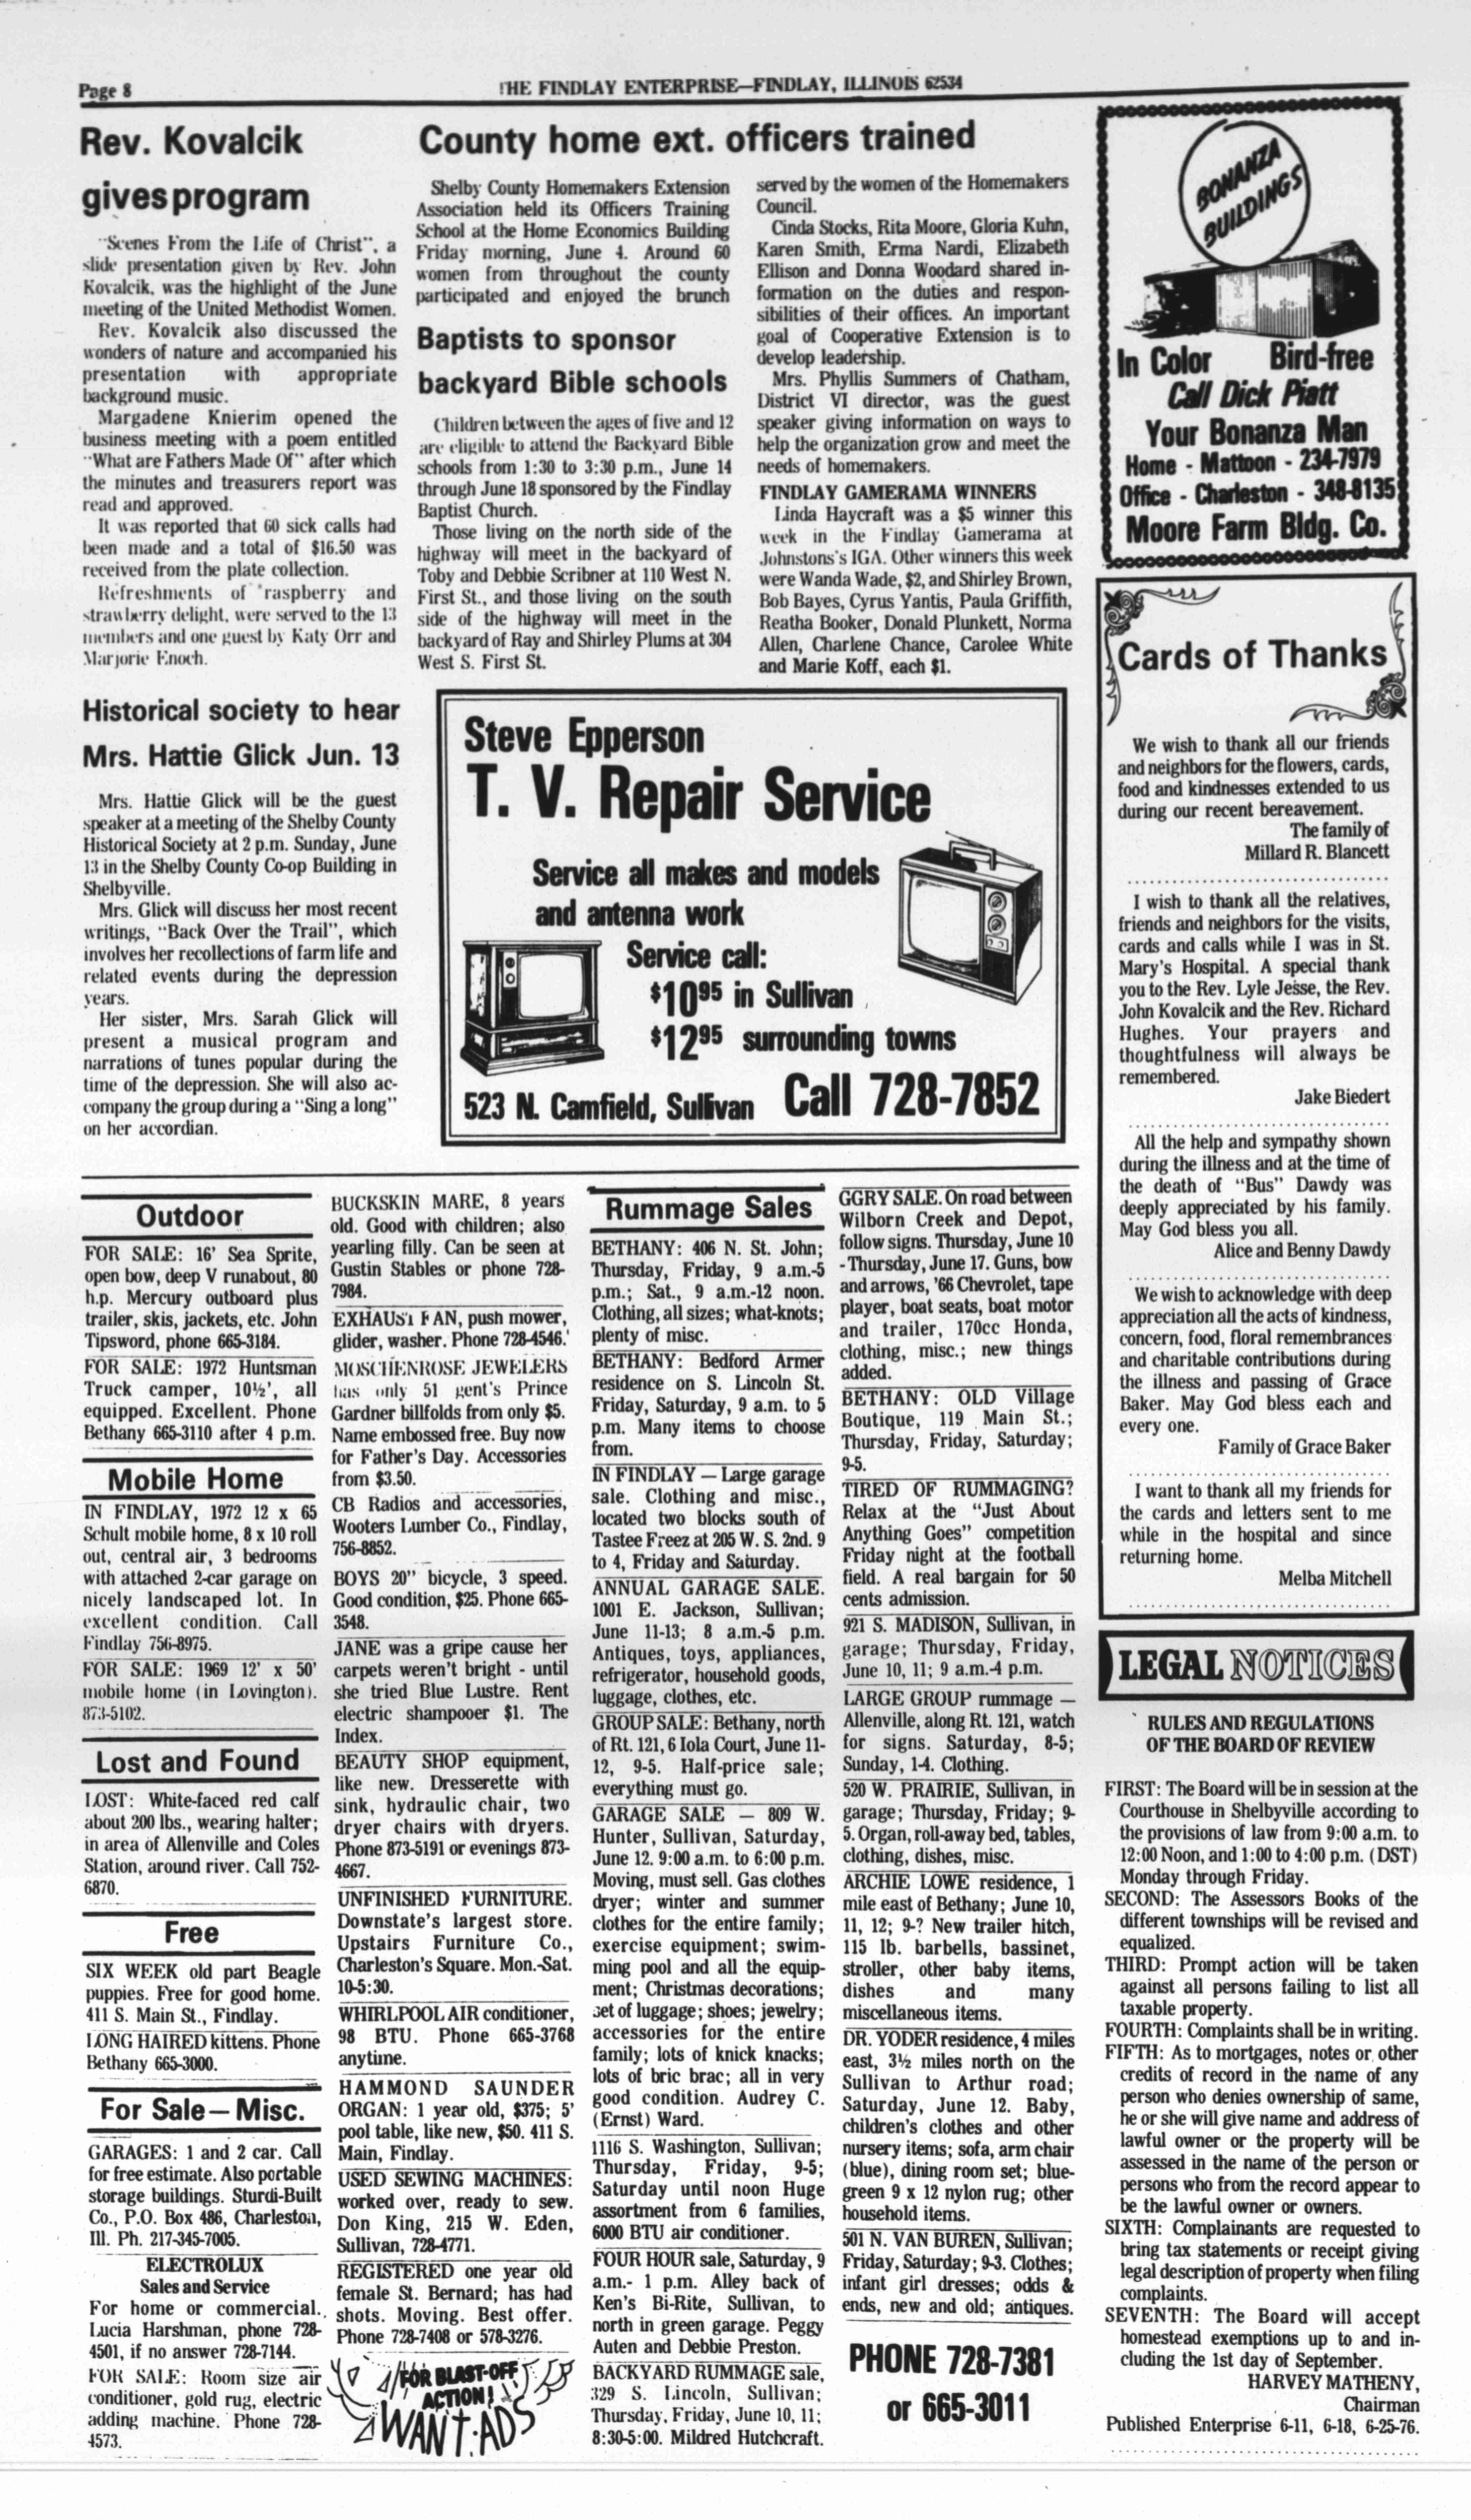 Page 8
THE FINDLAY ENTERPRISE—FINDLAY, ILLINOIS 62534
Rev. Kovalcik
gives program
"Scenes From the Life of Christ", a
slide presentation given by Rev. John
Kovalcik, was the highlight of the June
meeting of the United Methodist Women.
Rev. Kovalcik also discussed the
wonders of nature and accompanied his
presentation with appropriate
background music.
Margadene Knierim opened the
business meeting with a poem entitled
"What are Fathers Made Of" after which
the minutes and treasurers report was
read and approved.
It was reported that 60 sick calls had
been made and a total of $16.50 was
received from the plate collection.
Refreshments of raspberry and
strawberry delight, were served to the 13
members and one guest by Katy Orr and
Marjorie Enoch.
Historical society to hear
Mrs. Hattie Glick Jun. 13
Mrs. Hattie Glick will be the guest
speaker at a meeting of the Shelby County
Historical Society at 2 p.m. Sunday, June
13 in the Shelby County Co-op Building in
Shelbyville.
Mrs. Glick will discuss her most recent
writings, "Back Over the Trail", which
involves her recollections of farm life and
related events during the depression
years.
Her sister, Mrs. Sarah Glick will
present a musical program and
narrations of tunes popular during the
time of the depression. She will also ac-
company the group during a "Sing a long"
on her accordian.
County home ext. officers trained
Shelby County Homemakers Extension
Association held its Officers Training
School at the Home Economics Building
Friday morning, June 4. Around 60
women from throughout the county
participated and enjoyed the brunch
served by the women of the Homemakers
Council.
Cinda Stocks, Rita Moore, Gloria Kuhn,
Karen Smith, Erma Nardi, Elizabeth
Ellison and Donna Woodard shared in-
formation on the duties and respon-
sibilities of their offices. An important
goal of Cooperative Extension is to
develop leadership.
Mrs. Phyllis Summers of Chatham,
District VI director, was the guest
speaker giving information on ways to
help the organization grow and meet the
needs of homemakers.
Baptists to sponsor
backyard Bible schools
Children between the ages of five and 12
are eligible to attend the Backyard Bible
schools from 1:30 to 3:30 p.m., June 14
through June 18 sponsored by the Findlay
Baptist Church.
Those living on the north side of the
highway will meet in the backyard of
Toby and Debbie Scribner at 110 West N.
First St., and those living on the south
side of the highway will meet in the
backyard of Ray and Shirley Plums at 304
West S. First St.
FINDLAY GAMERAMA WINNERS
Linda Haycraft was a $5 winner this
week in the Findlay Gamerama at
Johnstons's IGA. Other winners this week
were Wanda Wade, $2, and Shirley Brown,
Bob Bayes, Cyrus Yantis, Paula Griffith,
Reatha Booker, Donald Plunkett, Norma
Allen, Charlene Chance, Carolee White
and Marie Koff, each $1.
Steve Epperson
T. V. Repair Service
Service all makes and models
and antenna work
Service call:
$10 95 in Sullivan
$12 95 surrounding towns
523 N. Camfield, Sullivan Call 728-7852
BONANZA
BUILDINGS
In Color Bird-free
Call Dick Piatt
Your Bonanza Man
Home - Mattoon - 234-7979
Office - Charleston - 348-8135
Moore Farm Bldg. Co.
Cards of Thanks
We wish to thank all our friends
and neighbors for the flowers, cards,
food and kindnesses extended to us
during our recent bereavement.
The family of
Millard R. Blancett
I wish to thank all the relatives,
friends and neighbors for the visits,
cards and calls while I was in St.
Mary's Hospital. A special thank
you to the Rev. Lyle Jesse, the Rev.
John Kovalcik and the Rev. Richard
Hughes. Your prayers and
thoughtfulness will always be
remembered.
Jake Biedert
All the help and sympathy shown
during the illness and at the time of
the death of "Bus" Dawdy was
deeply appreciated by his family.
May God bless you all.
Alice and Benny Dawdy
We wish to acknowledge with deep
appreciation all the acts of kindness,
concern, food, floral remembrances
and charitable contributions during
the illness and passing of Grace
Baker. May God bless each and
every one.
Family of Grace Baker
I want to thank all my friends for
the cards and letters sent to me
while in the hospital and since
returning home.
Melba Mitchell
LEGAL NOTICES
RULES AND REGULATIONS
OF THE BOARD OF REVIEW
FIRST: The Board will be in session at the
Courthouse in Shelbyville according to
the provisions of law from 9:00 a.m. to
12:00 Noon, and 1:00 to 4:00 p.m. (DST)
Monday through Friday.
SECOND: The Assessors Books of the
different townships will be revised and
equalized.
THIRD: Prompt action will be taken
against all persons failing to list all
taxable property.
FOURTH: Complaints shall be in writing.
FIFTH: As to mortgages, notes or other
credits of record in the name of any
person who denies ownership of same,
he or she will give name and address of
lawful owner or the property will be
assessed in the name of the person or
persons who from the record appear to
be the lawful owner or owners.
SIXTH: Complainants are requested to
bring tax statements or receipt giving
legal description of property when filing
complaints.
SEVENTH: The Board will accept
homestead exemptions up to and in-
cluding the 1st day of September.
HARVEY MATHENY,
Chairman
Published Enterprise 6-11, 6-18, 6-25-76.
Outdoor
FOR SALE: 16' Sea Sprite,
open bow, deep V runabout, 80
h.p. Mercury outboard plus
trailer, skis, jackets, etc. John
Tipsword, phone 665-3184.
FOR SALE: 1972 Huntsman
Truck camper, 10½', all
equipped. Excellent. Phone
Bethany 665-3110 after 4 p.m.
Mobile Home
IN FINDLAY, 1972 12 x 65
Schult mobile home, 8 x 10 roll
out, central air, 3 bedrooms
with attached 2-car garage on
nicely landscaped lot. In
excellent condition. Call
Findlay 756-8975.
FOR SALE: 1969 12' x 50'
mobile home (in Lovington).
873-5102.
Lost and Found
LOST: White-faced red calf
about 200 lbs., wearing halter;
in area of Allenville and Coles
Station, around river. Call 752-
6870.
Free
SIX WEEK old part Beagle
puppies. Free for good home.
411 S. Main St., Findlay.
LONG HAIRED kittens. Phone
Bethany 665-3000.
For Sale—Misc.
GARAGES: 1 and 2 car. Call
for free estimate. Also portable
storage buildings. Sturdi-Built
Co., P.O. Box 486, Charleston,
Ill. Ph. 217-345-7005.
ELECTROLUX
Sales and Service
For home or commercial.
Lucia Harshman, phone 728-
4501, if no answer 728-7144.
FOR SALE: Room size air
conditioner, gold rug, electric
adding machine. Phone 728-
4573.
BUCKSKIN MARE, 8 years
old. Good with children; also
yearling filly. Can be seen at
Gustin Stables or phone 728-
7984.
EXHAUST FAN, push mower,
glider, washer. Phone 728-4546.
MOSCHENROSE JEWELERS
has only 51 gent's Prince
Gardner billfolds from only $5.
Name embossed free. Buy now
for Father's Day. Accessories
from $3.50.
CB Radios and accessories,
Wooters Lumber Co., Findlay,
756-8852.
BOYS 20" bicycle, 3 speed.
Good condition, $25. Phone 665-
3548.
JANE was a gripe cause her
carpets weren't bright - until
she tried Blue Lustre. Rent
electric shampooer $1. The
Index.
BEAUTY SHOP equipment,
like new. Dresserette with
sink, hydraulic chair, two
dryer chairs with dryers.
Phone 873-5191 or evenings 873-
4667.
UNFINISHED FURNITURE.
Downstate's largest store.
Upstairs Furniture Co.,
Charleston's Square. Mon.-Sat.
10-5:30.
WHIRLPOOL AIR conditioner,
98 BTU. Phone 665-3768
anytime.
HAMMOND SAUNDER
ORGAN: 1 year old, $375; 5'
pool table, like new, $50. 411 S.
Main, Findlay.
USED SEWING MACHINES:
worked over, ready to sew.
Don King, 215 W. Eden,
Sullivan, 728-4771.
REGISTERED one year old
female St. Bernard; has had
shots. Moving. Best offer.
Phone 728-7408 or 578-3276.
FOR BLAST-OFF
ACTION!
WANT-ADS
Rummage Sales
BETHANY: 406 N. St. John;
Thursday, Friday, 9 a.m.-5
p.m.; Sat., 9 a.m.-12 noon.
Clothing, all sizes; what-knots;
plenty of misc.
BETHANY: Bedford Armer
residence on S. Lincoln St.
Friday, Saturday, 9 a.m. to 5
p.m. Many items to choose
from.
IN FINDLAY — Large garage
sale. Clothing and misc.,
located two blocks south of
Tastee Freez at 205 W. S. 2nd. 9
to 4, Friday and Saturday.
ANNUAL GARAGE SALE.
1001 E. Jackson, Sullivan;
June 11-13; 8 a.m.-5 p.m.
Antiques, toys, appliances,
refrigerator, household goods,
luggage, clothes, etc.
GROUP SALE: Bethany, north
of Rt. 121, 6 Iola Court, June 11-
12, 9-5. Half-price sale;
everything must go.
GARAGE SALE — 809 W.
Hunter, Sullivan, Saturday,
June 12. 9:00 a.m. to 6:00 p.m.
Moving, must sell. Gas clothes
dryer; winter and summer
clothes for the entire family;
exercise equipment; swim-
ming pool and all the equip-
ment; Christmas decorations;
set of luggage; shoes; jewelry;
accessories for the entire
family; lots of knick knacks;
lots of bric brac; all in very
good condition. Audrey C.
(Ernst) Ward.
1116 S. Washington, Sullivan;
Thursday, Friday, 9-5;
Saturday until noon Huge
assortment from 6 families,
6000 BTU air conditioner.
FOUR HOUR sale, Saturday, 9
a.m.- 1 p.m. Alley back of
Ken's Bi-Rite, Sullivan, to
north in green garage. Peggy
Auten and Debbie Preston.
BACKYARD RUMMAGE sale,
329 S. Lincoln, Sullivan;
Thursday, Friday, June 10, 11;
8:30-5:00. Mildred Hutchcraft.
GGRY SALE. On road between
Wilborn Creek and Depot,
follow signs. Thursday, June 10
-Thursday, June 17. Guns, bow
and arrows, '66 Chevrolet, tape
player, boat seats, boat motor
and trailer, 170cc Honda,
clothing, misc.; new things
added.
BETHANY: OLD Village
Boutique, 119 Main St.;
Thursday, Friday, Saturday;
9-5.
TIRED OF RUMMAGING?
Relax at the "Just About
Anything Goes" competition
Friday night at the football
field. A real bargain for 50
cents admission.
921 S. MADISON, Sullivan, in
garage; Thursday, Friday,
June 10, 11; 9 a.m.-4 p.m.
LARGE GROUP rummage —
Allenville, along Rt. 121, watch
for signs. Saturday, 8-5;
Sunday, 1-4. Clothing.
520 W. PRAIRIE, Sullivan, in
garage; Thursday, Friday; 9-
5. Organ, roll-away bed, tables,
clothing, dishes, misc.
ARCHIE LOWE residence, 1
mile east of Bethany; June 10,
11, 12; 9-? New trailer hitch,
115 lb. barbells, bassinet,
stroller, other baby items,
dishes and many
miscellaneous items.
DR. YODER residence, 4 miles
east, 3½ miles north on the
Sullivan to Arthur road;
Saturday, June 12. Baby,
children's clothes and other
nursery items; sofa, arm chair
(blue), dining room set; blue-
green 9 x 12 nylon rug; other
household items.
501 N. VAN BUREN, Sullivan;
Friday, Saturday; 9-3. Clothes;
infant girl dresses; odds &
ends, new and old; antiques.
PHONE 728-7381
or 665-3011